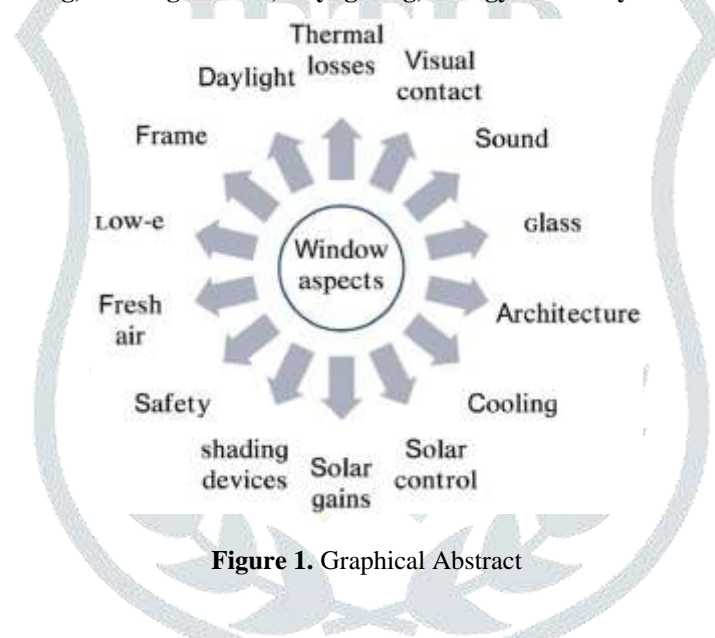 Thermal
losses
Visual
contact
Daylight
Sound
Frame
Low-e
Glass
Window
aspects
Fresh
air
Architecture
Safety
Cooling
shading
devices
Solar
gains
Solar
control
Figure 1. Graphical Abstract